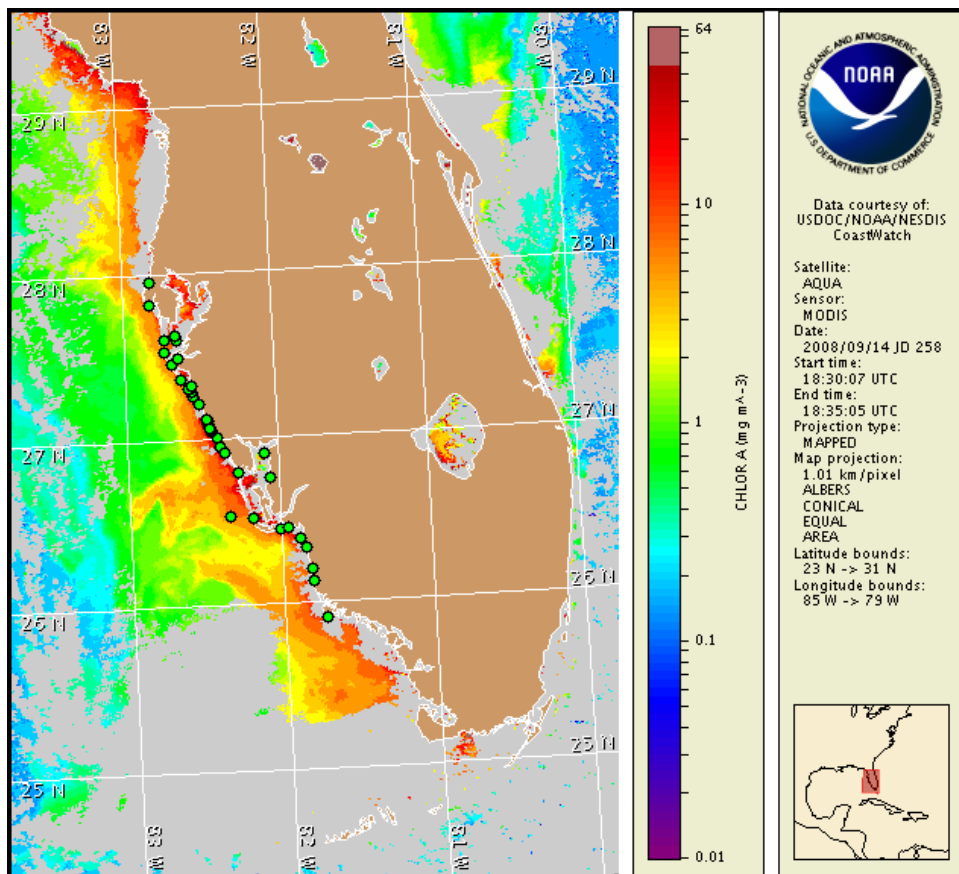 83 W
82 W
81 W
80 W
29 N
29 N
28 N
28 N
27 N
27 N
26 N
26 N
25 N
25 N
83 W
82 W
81 W
64
10
1
0.1
0.01
CHLOR A (mg m^-3)
NATIONAL OCEANIC AND ATMOSPHERIC ADMINISTRATION
NOAA
U.S. DEPARTMENT OF COMMERCE
Data courtesy of:
USDOC/NOAA/NESDIS
CoastWatch
Satellite:
AQUA
Sensor:
MODIS
Date:
2008/09/14 JD 258
Start time:
18:30:07 UTC
End time:
18:35:05 UTC
Projection type:
MAPPED
Map projection:
1.01 km/pixel
ALBERS
CONICAL
EQUAL
AREA
Latitude bounds:
23 N -> 31 N
Longitude bounds:
85 W -> 79 W